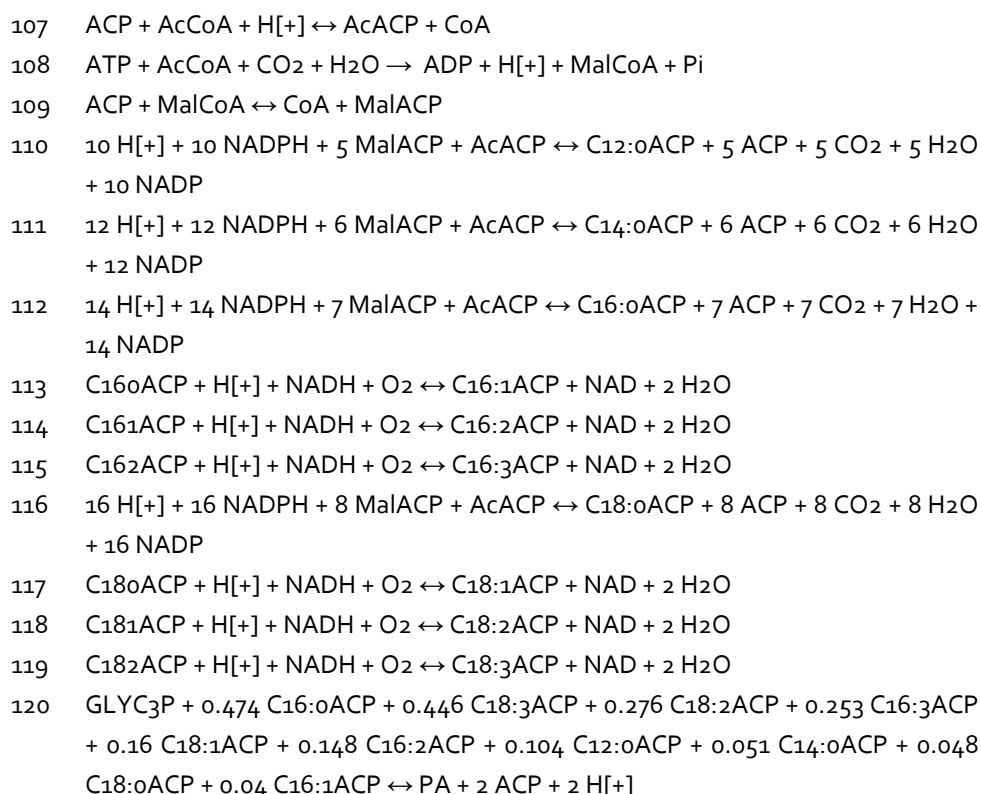 107 ACP + AcCoA + H[+] ↔ AcACP + CoA
108 ATP + AcCoA + CO2 + H2O → ADP + H[+] + MalCoA + Pi
109 ACP + MalCoA ↔ CoA + MalACP
110 10 H[+] + 10 NADPH + 5 MalACP + AcACP ↔ C12:0ACP + 5 ACP + 5 CO2 + 5 H2O
+ 10 NADP
111 12 H[+] + 12 NADPH + 6 MalACP + AcACP ↔ C14:0ACP + 6 ACP + 6 CO2 + 6 H2O
+ 12 NADP
112 14 H[+] + 14 NADPH + 7 MalACP + AcACP ↔ C16:0ACP + 7 ACP + 7 CO2 + 7 H2O +
14 NADP
113 C160ACP + H[+] + NADH + O2 ↔ C16:1ACP + NAD + 2 H2O
114 C161ACP + H[+] + NADH + O2 ↔ C16:2ACP + NAD + 2 H2O
115 C162ACP + H[+] + NADH + O2 ↔ C16:3ACP + NAD + 2 H2O
116 16 H[+] + 16 NADPH + 8 MalACP + AcACP ↔ C18:0ACP + 8 ACP + 8 CO2 + 8 H2O
+ 16 NADP
117 C180ACP + H[+] + NADH + O2 ↔ C18:1ACP + NAD + 2 H2O
118 C181ACP + H[+] + NADH + O2 ↔ C18:2ACP + NAD + 2 H2O
119 C182ACP + H[+] + NADH + O2 ↔ C18:3ACP + NAD + 2 H2O
120 GLYC3P + 0.474 C16:0ACP + 0.446 C18:3ACP + 0.276 C18:2ACP + 0.253 C16:3ACP
+ 0.16 C18:1ACP + 0.148 C16:2ACP + 0.104 C12:0ACP + 0.051 C14:0ACP + 0.048
C18:0ACP + 0.04 C16:1ACP ↔ PA + 2 ACP + 2 H[+]